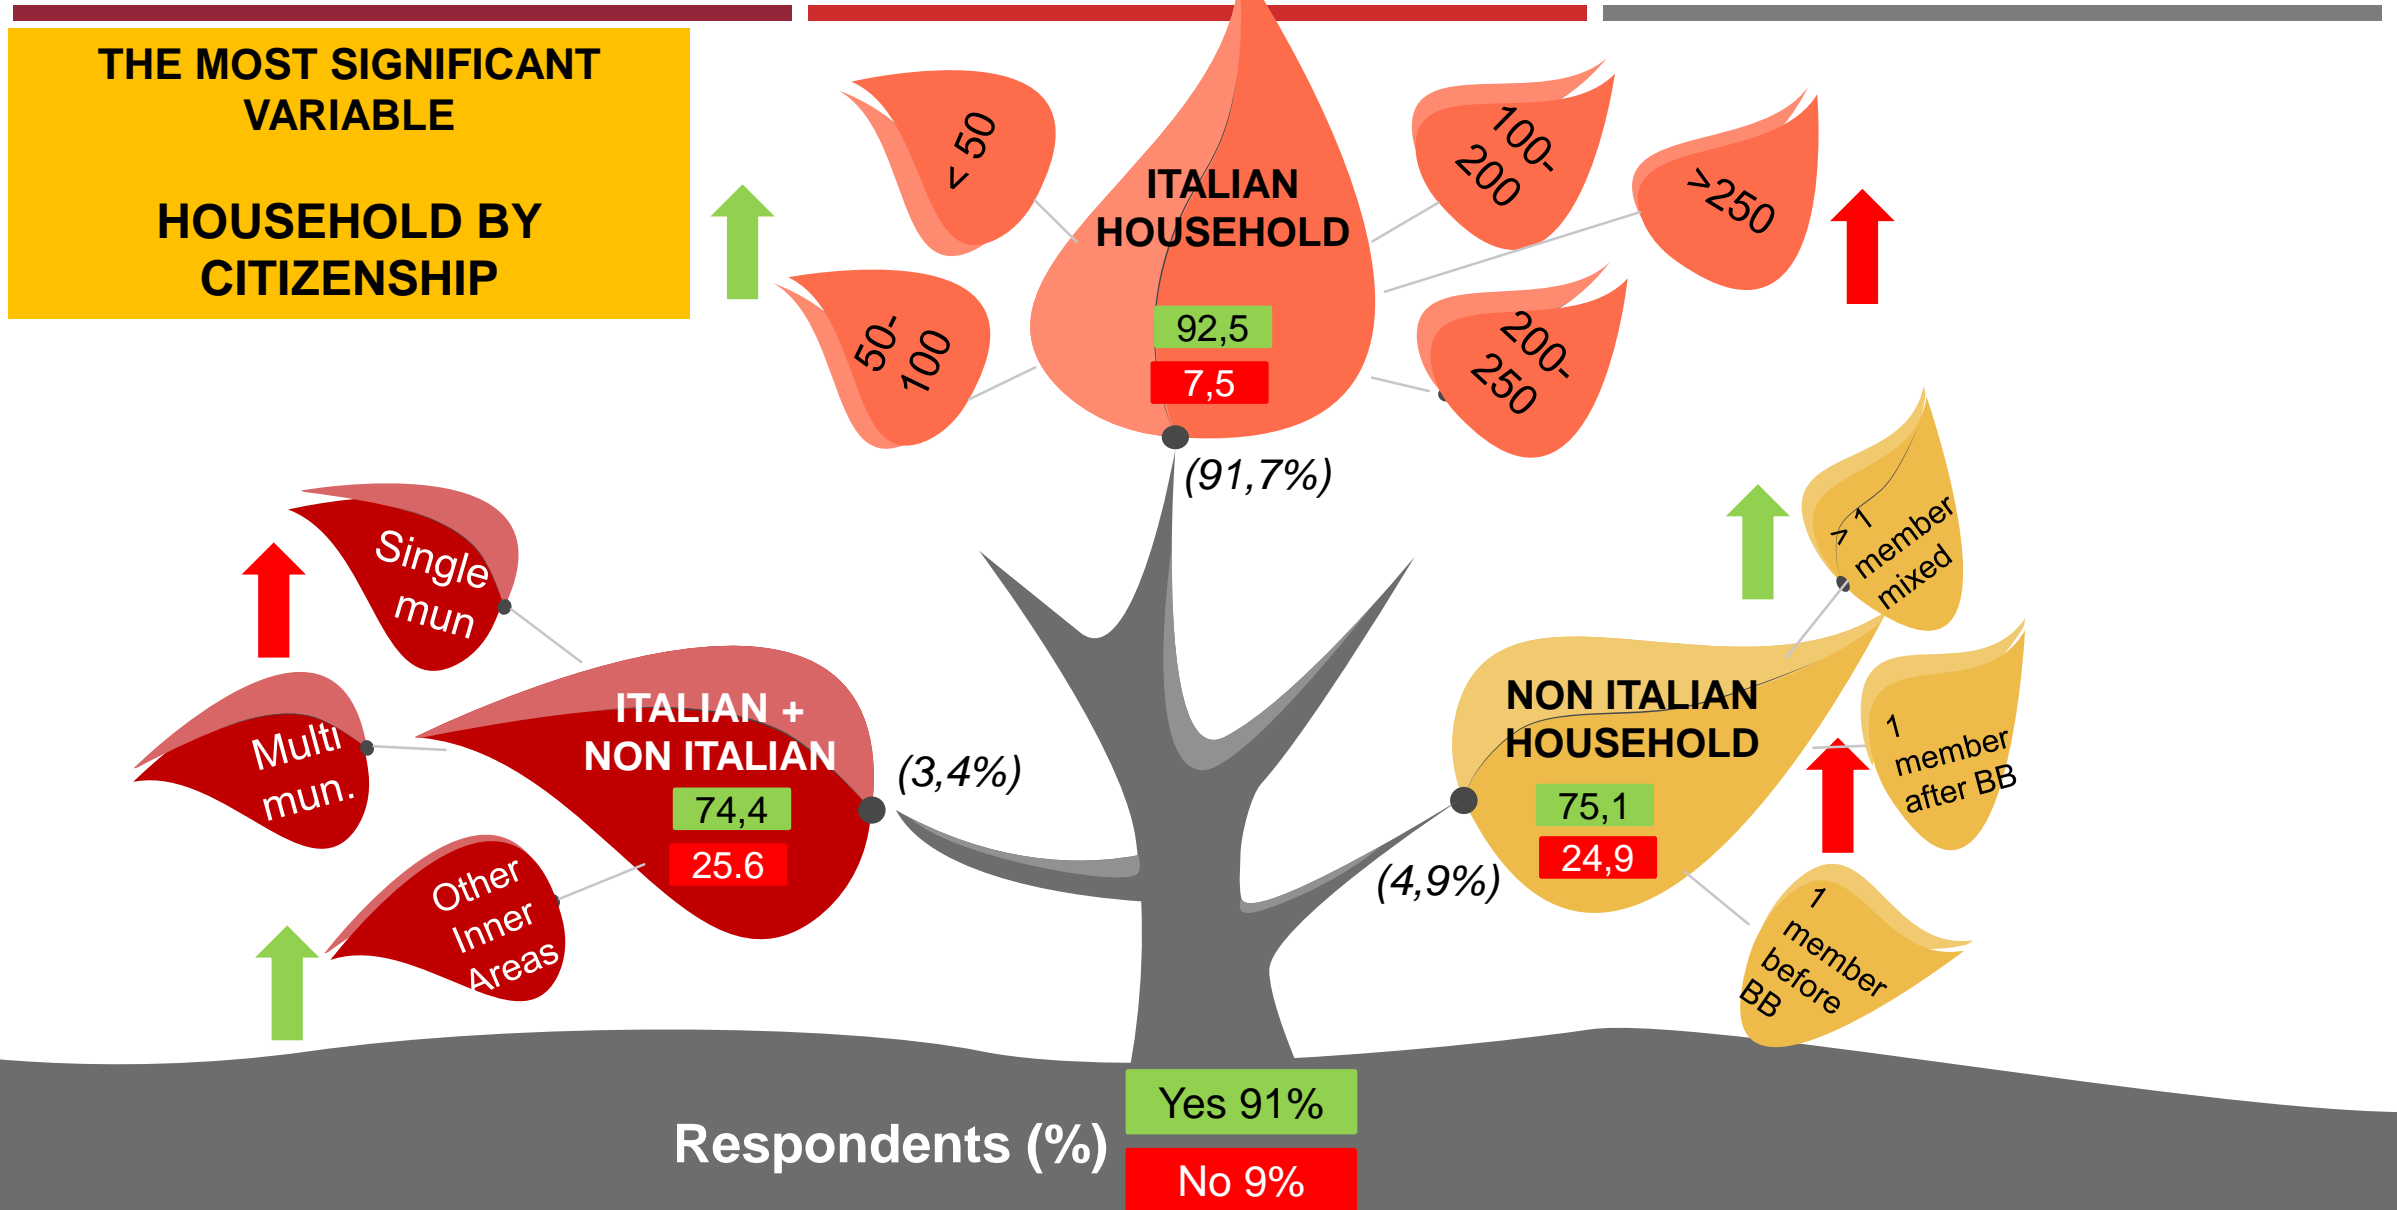 THE MOST SIGNIFICANT
VARIABLE
HOUSEHOLD BY
CITIZENSHIP
< 50
50-
100
ITALIAN
HOUSEHOLD
92,5
7,5
(91,7%)
100-
200
>250
200-
250
Single
mun
Multi
mun.
Other
Inner
Areas
ITALIAN +
NON ITALIAN
74,4
25.6
(3,4%)
NON ITALIAN
HOUSEHOLD
75,1
24,9
(4,9%)
> 1
member
mixed
1
member
after BB
1
member
before
BB
Respondents (%)
Yes 91%
No 9%